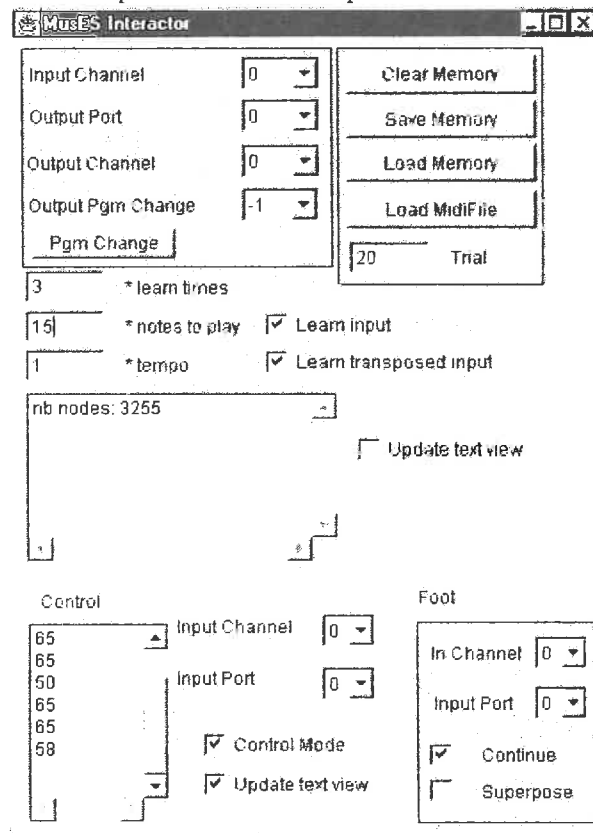 MusES Interactor
Input Channel 0
Output Port 0
Output Channel 0
Output Pgm Change -1
Pgm Change
Clear Memory
Save Memory
Load Memory
Load MidiFile
20 Trial
3 * learn times
15 * notes to play Learn input
1 * tempo Learn transposed input
nb nodes: 3255
Update text view
Control
65
65
50
65
65
58
Input Channel 0
Input Port 0
Control Mode
Update text view
Foot
In Channel 0
Input Port 0
Continue
Superpose